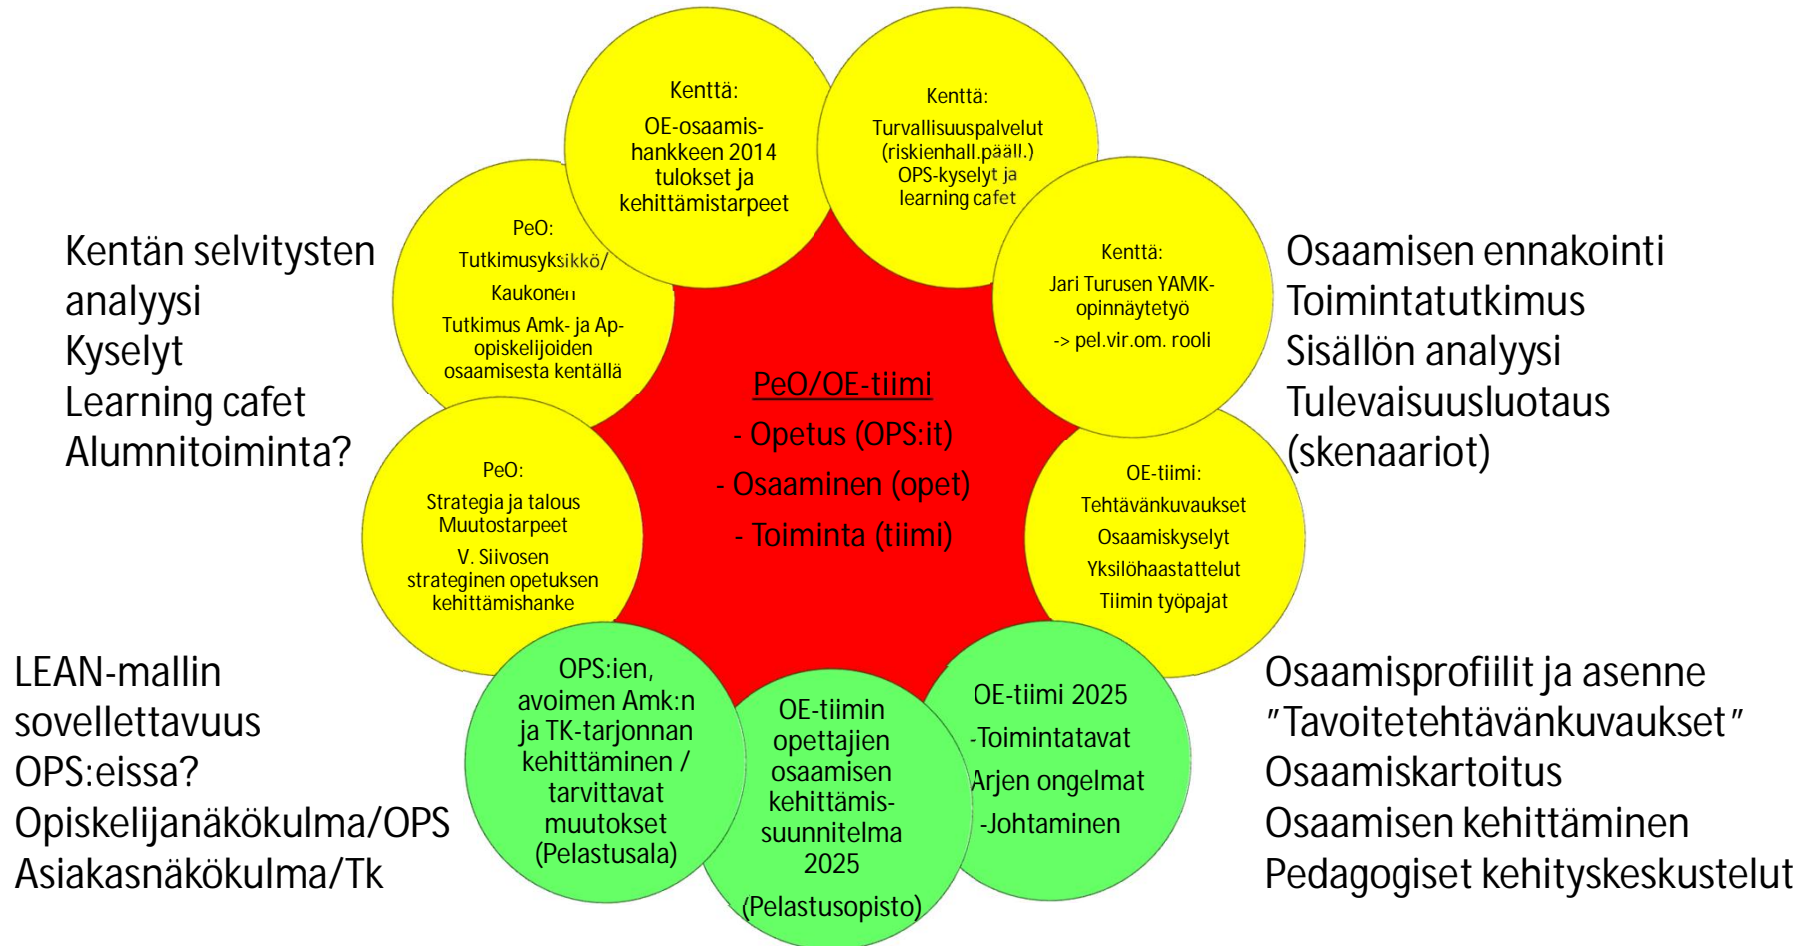 Kenttä:
OE-osaamis-
hankkeen 2014
tulokset ja
kehittämistarpeet
Kenttä:
Turvallisuuspalvelut
(riskienhall.pääll.)
OPS-kyselyt ja
learning cafet
PeO:
Tutkimusyksikkö/
Kaukonen
Tutkimus Amk- ja Ap-
opiskelijoiden
osaamisesta kentällä
Kenttä:
Jari Turusen YAMK-
opinnäytetyö
-> pel.vir.om. rooli
Kentän selvitysten
analyysi
Kyselyt
Learning cafet
Alumnitoiminta?
PeO/OE-tiimi
- Opetus (OPS:it)
- Osaaminen (opet)
- Toiminta (tiimi)
Osaamisen ennakointi
Toimintatutkimus
Sisällön analyysi
Tulevaisuusluotaus
(skenaariot)
PeO:
Strategia ja talous
Muutostarpeet
V. Siivosen
strateginen opetuksen
kehittämishanke
OE-tiimi:
Tehtävänkuvaukset
Osaamiskyselyt
Yksilöhaastattelut
Tiimin työpajat
LEAN-mallin
sovellettavuus
OPS:eissa?
Opiskelijanäkökulma/OPS
Asiakasnäkökulma/Tk
OPS:ien,
avoimen Amk:n
ja TK-tarjonnan
kehittäminen /
tarvittavat
muutokset
(Pelastusala)
OE-tiimin
opettajien
osaamisen
kehittämis-
suunnitelma
2025
(Pelastusopisto)
OE-tiimi 2025
-Toimintatavat
Arjen ongelmat
-Johtaminen
Osaamisprofiilit ja asenne
"Tavoitetehtävänkuvaukset"
Osaamiskartoitus
Osaamisen kehittäminen
Pedagogiset kehityskeskustelut